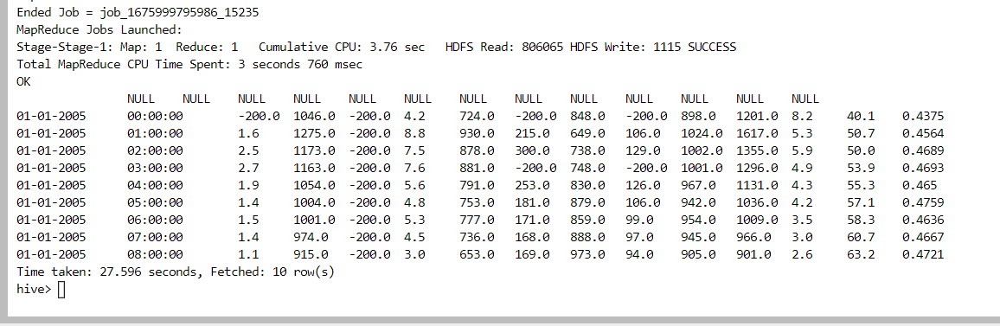 Ended Job = job_1675999795986_15235
MapReduce Jobs Launched:
Stage-Stage-1: Map: 1  Reduce: 1   Cumulative CPU: 3.76 sec   HDFS Read: 806065 HDFS Write: 1115 SUCCESS
Total MapReduce CPU Time Spent: 3 seconds 760 msec
OK
NULL	NULL	NULL	NULL	NULL	NULL	NULL	NULL	NULL	NULL	NULL	NULL	NULL
01-01-2005	00:00:00	-200.0	1046.0	-200.0	4.2	724.0	-200.0	848.0	-200.0	898.0	1201.0	8.2	40.1	0.4375
01-01-2005	01:00:00	1.6	1275.0	-200.0	8.8	930.0	215.0	649.0	106.0	1024.0	1617.0	5.3	50.7	0.4564
01-01-2005	02:00:00	2.5	1173.0	-200.0	7.5	878.0	300.0	738.0	129.0	1002.0	1355.0	5.9	50.0	0.4689
01-01-2005	03:00:00	2.7	1163.0	-200.0	7.6	881.0	-200.0	748.0	-200.0	1001.0	1296.0	4.9	53.9	0.4693
01-01-2005	04:00:00	1.9	1054.0	-200.0	5.6	791.0	253.0	830.0	126.0	967.0	1131.0	4.3	55.3	0.465
01-01-2005	05:00:00	1.4	1004.0	-200.0	4.8	753.0	181.0	879.0	106.0	942.0	1036.0	4.2	57.1	0.4759
01-01-2005	06:00:00	1.5	1001.0	-200.0	5.3	777.0	171.0	859.0	99.0	954.0	1009.0	3.5	58.3	0.4636
01-01-2005	07:00:00	1.4	974.0	-200.0	4.5	736.0	168.0	888.0	97.0	945.0	966.0	3.0	60.7	0.4667
01-01-2005	08:00:00	1.1	915.0	-200.0	3.0	653.0	169.0	973.0	94.0	905.0	901.0	2.6	63.2	0.4721
Time taken: 27.596 seconds, Fetched: 10 row(s)
hive>